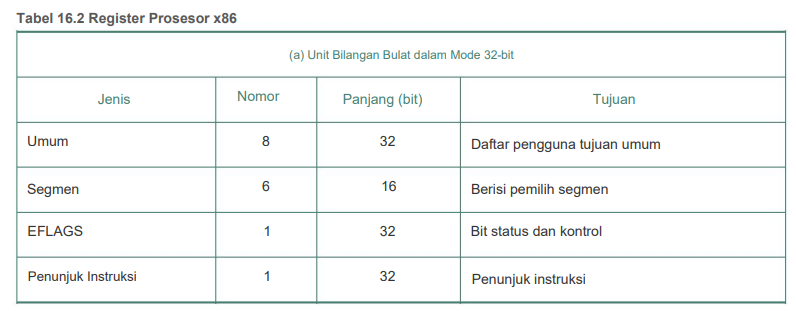 Tabel 16.2 Register Prosesor x86
(a) Unit Bilangan Bulat dalam Mode 32-bit
Jenis Nomor Panjang (bit) Tujuan
Umum 8 32 Daftar pengguna tujuan umum
Segmen 6 16 Berisi pemilih segmen
EFLAGS 1 32 Bit status dan kontrol
Penunjuk Instruksi 1 32 Penunjuk instruksi